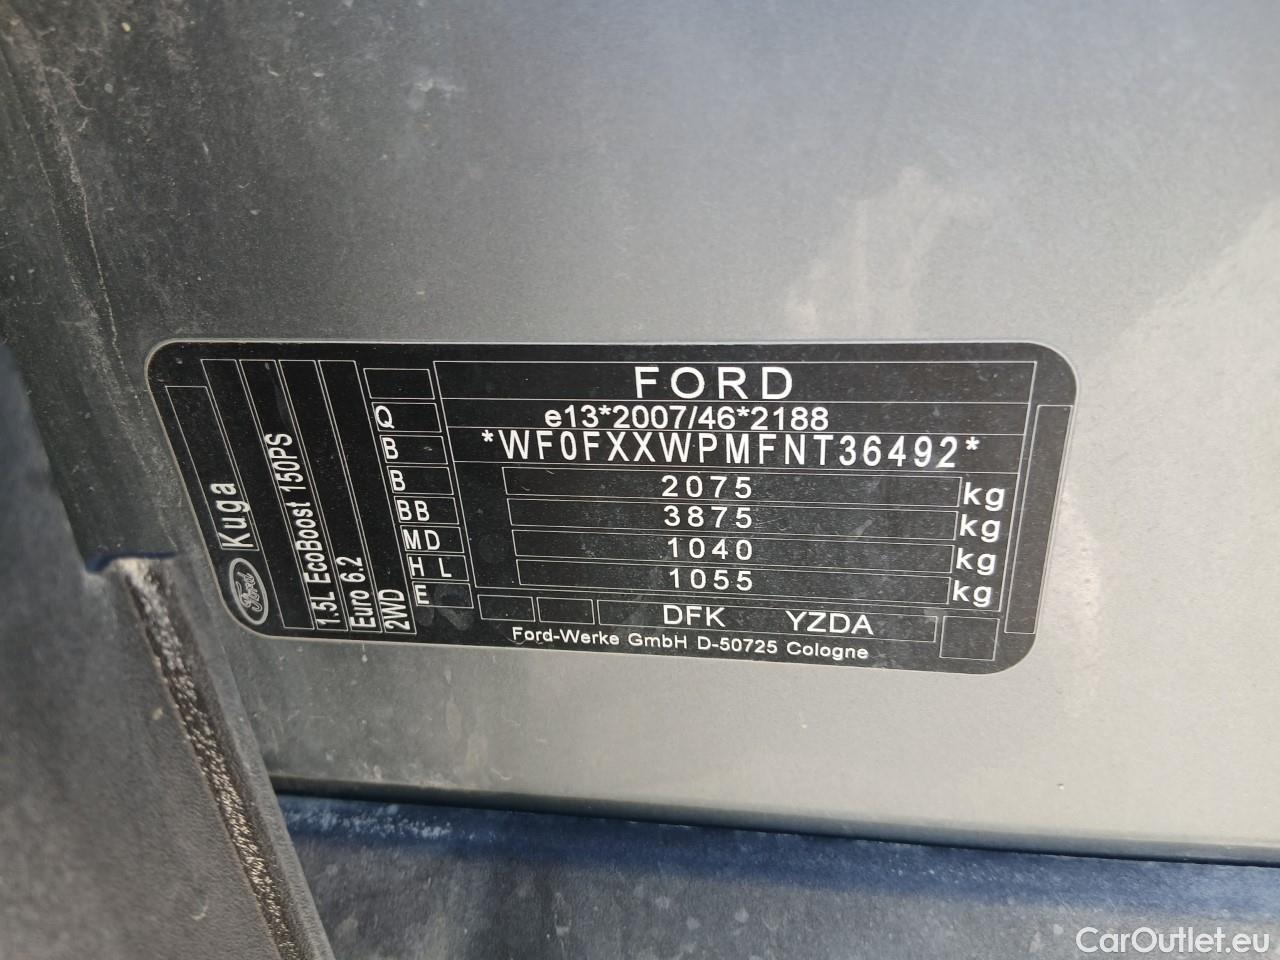 FORD
e13*2007/46*2188
*WF0FXXWPMFNT36492*
2075 kg
3875 kg
1040 kg
1055 kg
DFK YZDA
Ford-Werke GmbH D-50725 Cologne
Q
B
B
BB
MD
H L
E
Ford Kuga
1.5L EcoBoost 150PS
Euro 6.2
2WD
CarOutlet.eu